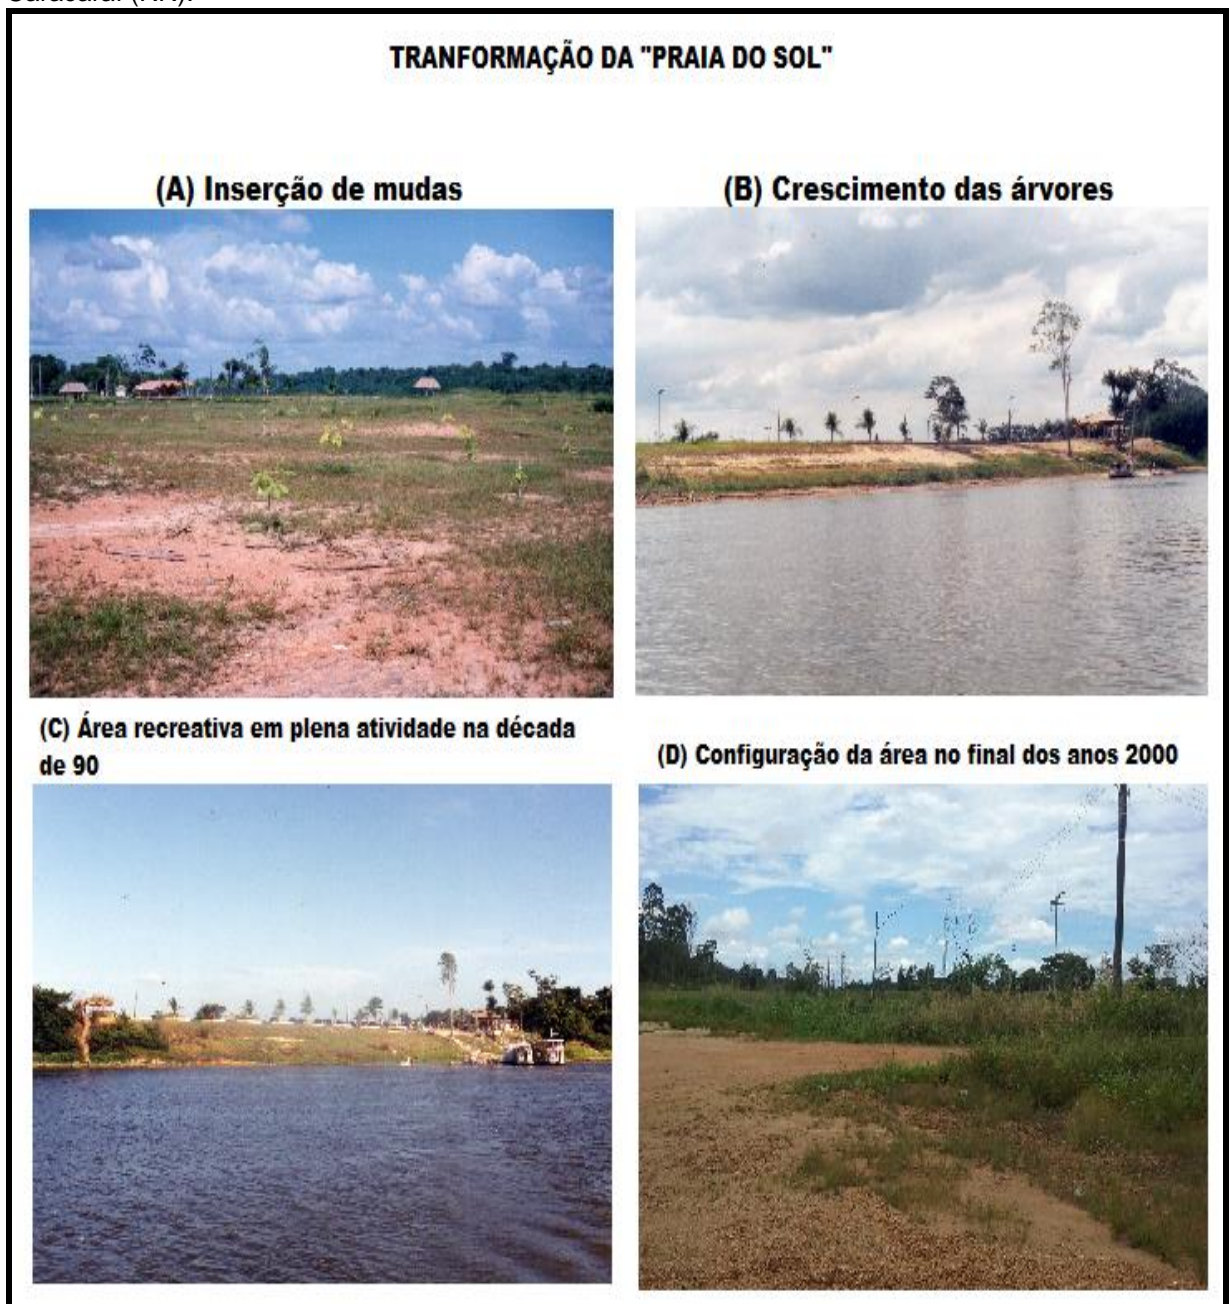 TRANFORMAÇÃO DA "PRAIA DO SOL"
(A) Inserção de mudas
(B) Crescimento das árvores
(C) Área recreativa em plena atividade na década
de 90
(D) Configuração da área no final dos anos 2000